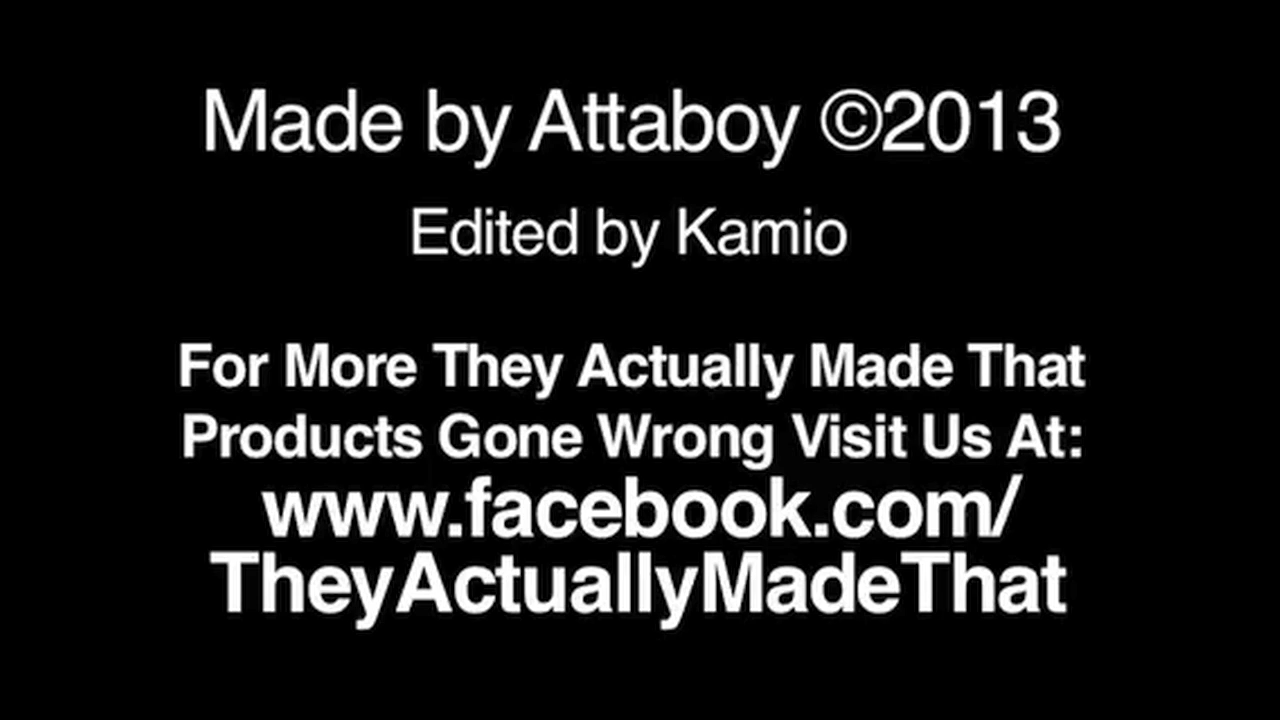 Made by Attaboy ©2013
Edited by Kamio
For More They Actually Made That
Products Gone Wrong Visit Us At:
www.facebook.com/
TheyActuallyMadeThat